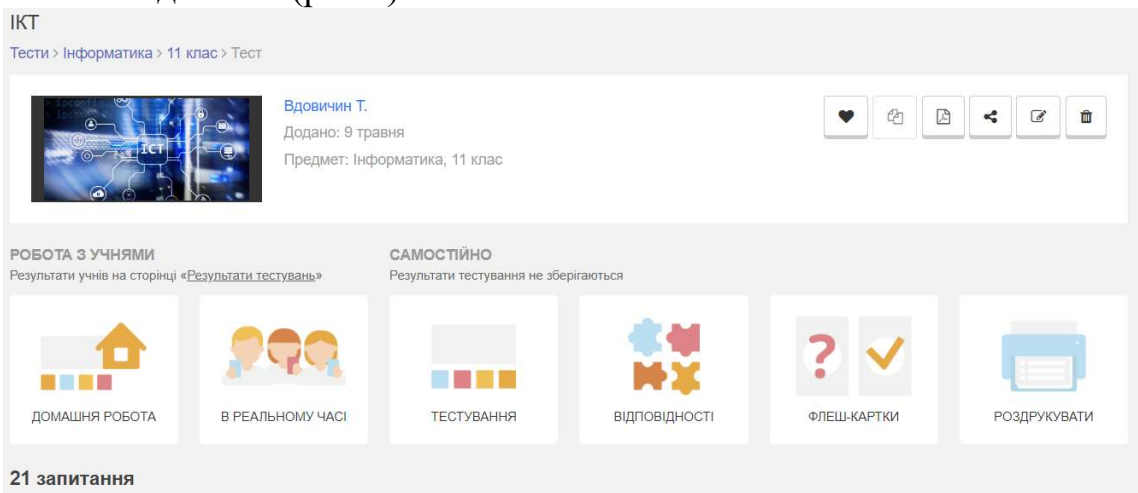 ІКТ
Тести > Інформатика > 11 клас > Тест
ICT
Вдовичин Т.
Додано: 9 травня
Предмет: Інформатика, 11 клас
РОБОТА З УЧНЯМИ
Результати учнів на сторінці «Результати тестувань»
САМОСТІЙНО
Результати тестування не зберігаються
ДОМАШНЯ РОБОТА
В РЕАЛЬНОМУ ЧАСІ
ТЕСТУВАННЯ
ВІДПОВІДНОСТІ
ФЛЕШ-КАРТКИ
РОЗДРУКУВАТИ
21 запитання